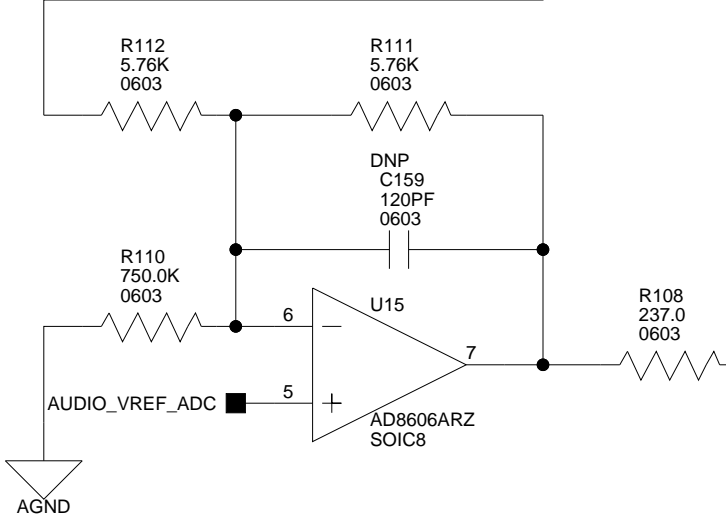 R112
5.76K
0603
R111
5.76K
0603
DNP
C159
120PF
0603
R110
750.0K
0603
6
U15
R108
237.0
0603
7
AUDIO_VREF_ADC
5
AD8606ARZ
SOIC8
AGND